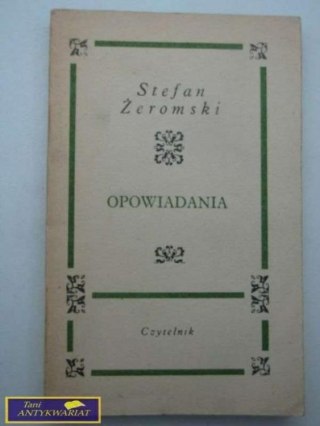 Stefan
Żeromski
OPOWIADANIA
Czytelnik
Tani
ANTYKWARIAT